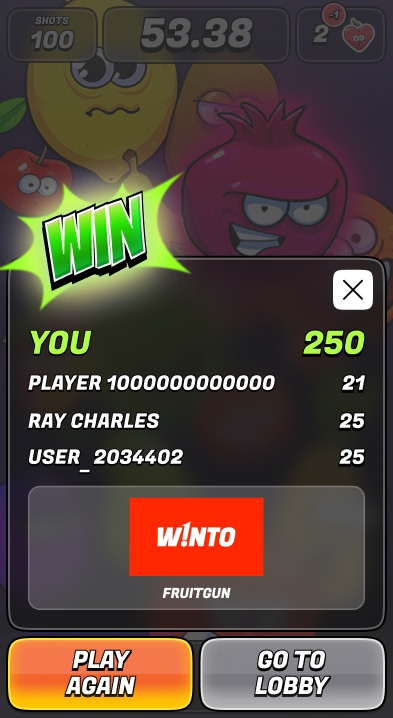 SHOTS
100
53.38
2
-1
WIN
YOU 250
PLAYER 1000000000000 21
RAY CHARLES 25
USER_2034402 25
W!NTO
FRUITGUN
PLAY AGAIN
GO TO LOBBY